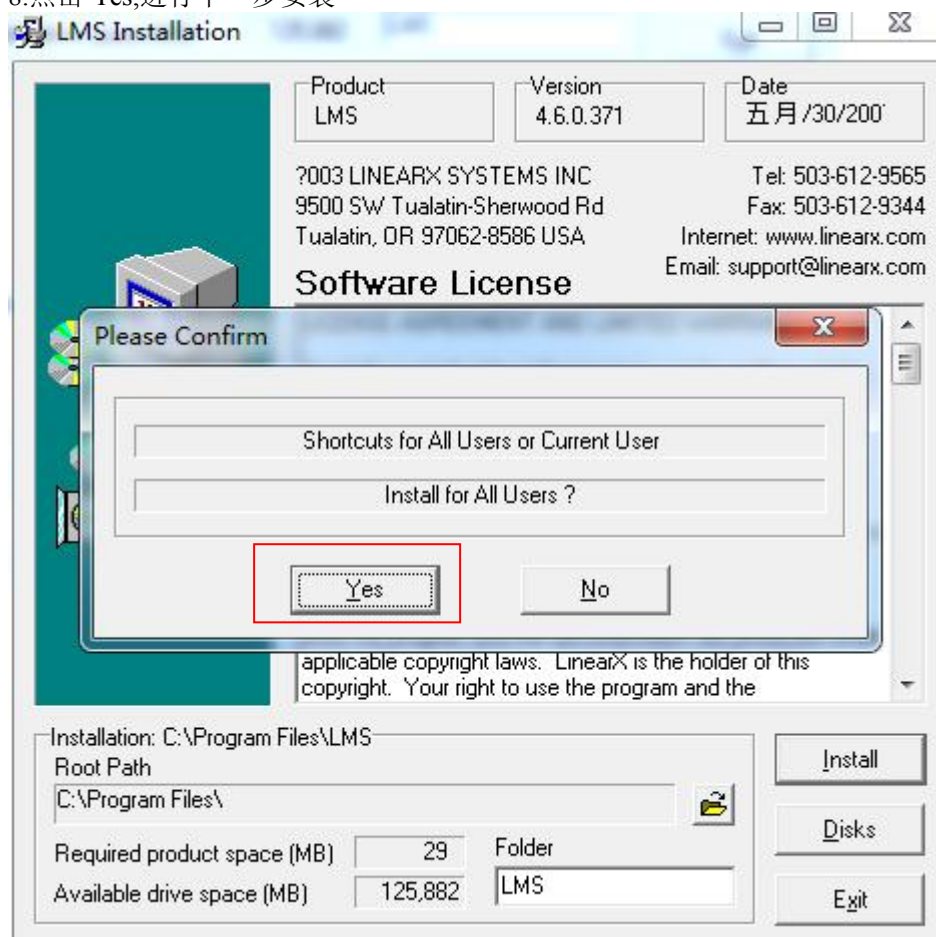 LMS Installation
Product
LMS
Version
4.6.0.371
Date
五月/30/200
?003 LINEARX SYSTEMS INC
9500 SW Tualatin-Sherwood Rd
Tualatin, OR 97062-8586 USA
Tel: 503-612-9565
Fax: 503-612-9344
Internet: www.linearx.com
Email: support@linearx.com
Software License
Please Confirm
Shortcuts for All Users or Current User
Install for All Users ?
Yes
No
applicable copyright laws. LinearX is the holder of this
copyright. Your right to use the program and the
Installation: C:\Program Files\LMS
Root Path
C:\Program Files\
Required product space (MB) 29
Available drive space (MB) 125,882
Folder
LMS
Install
Disks
Exit